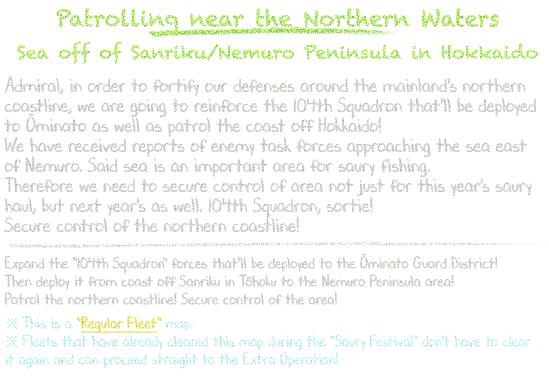 Patrolling near the Northern Waters
Sea off of Sanriku/Nemuro Peninsula in Hokkaido
Admiral, in order to fortify our defenses around the mainland's northern
coastline, we are going to reinforce the 104th Squadron that'll be deployed
to Ōminato as well as patrol the coast off Hokkaido!
We have received reports of enemy task forces approaching the sea east
of Nemuro. Said sea is an important area for saury fishing.
Therefore we need to secure control of area not just for this year's saury
haul, but next year's as well. 104th Squadron, sortie!
Secure control of the northern coastline!
Expand the "104th Squadron" forces that'll be deployed to the Ōminato Guard District!
Then deploy it from coast off Sanriku in Tōhoku to the Nemuro Peninsula area!
Patrol the northern coastline! Secure control of the area!
※ This is a "Regular Fleet" map.
※ Fleets that have already cleared this map during the "Saury Festival" don't have to clear
it again and can proceed straight to the Extra Operation!